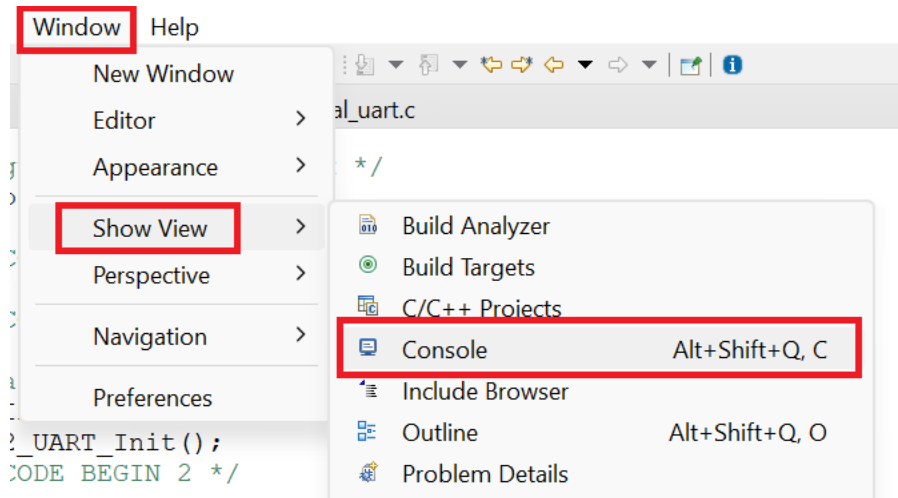 Window Help
New Window
Editor
al_uart.c
Appearance
*/
Show View
Build Analyzer
Perspective
Build Targets
C/C++ Projects
Navigation
Console Alt+Shift+Q, C
Include Browser
Preferences
Outline Alt+Shift+Q, O
_UART_Init();
CODE BEGIN 2 */
Problem Details